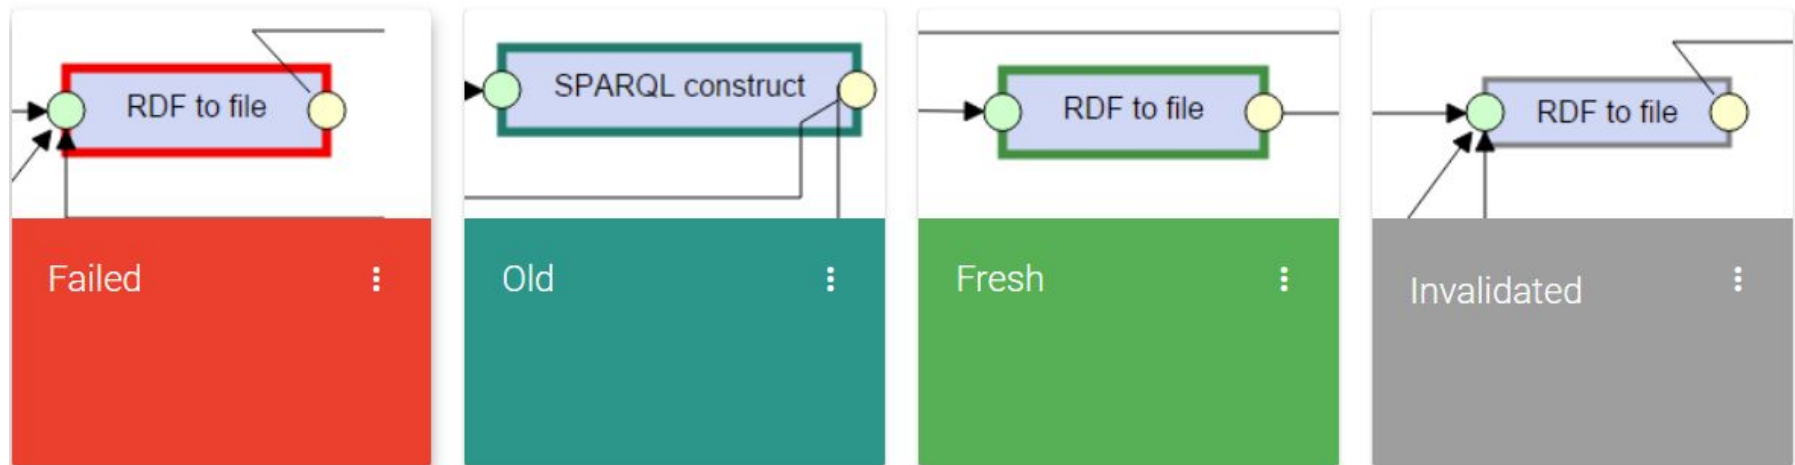 RDF to file
Failed
SPARQL construct
Old
RDF to file
Fresh
RDF to file
Invalidated